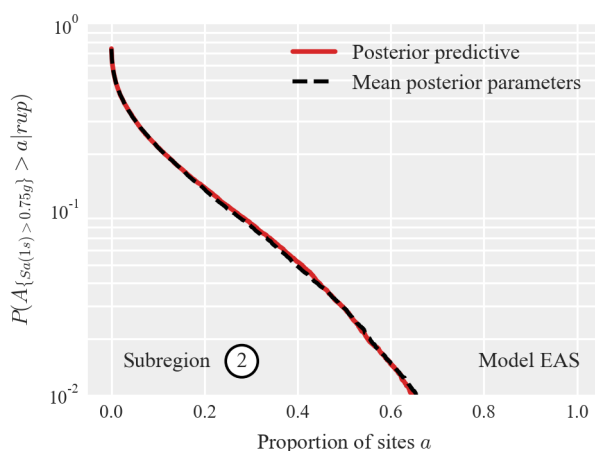 10^0
Posterior predictive
Mean posterior parameters
P(A_{Sa(1s)>0.75g} > a|rup)
10^-1
Subregion 2
Model EAS
10^-2
0.0 0.2 0.4 0.6 0.8 1.0
Proportion of sites a